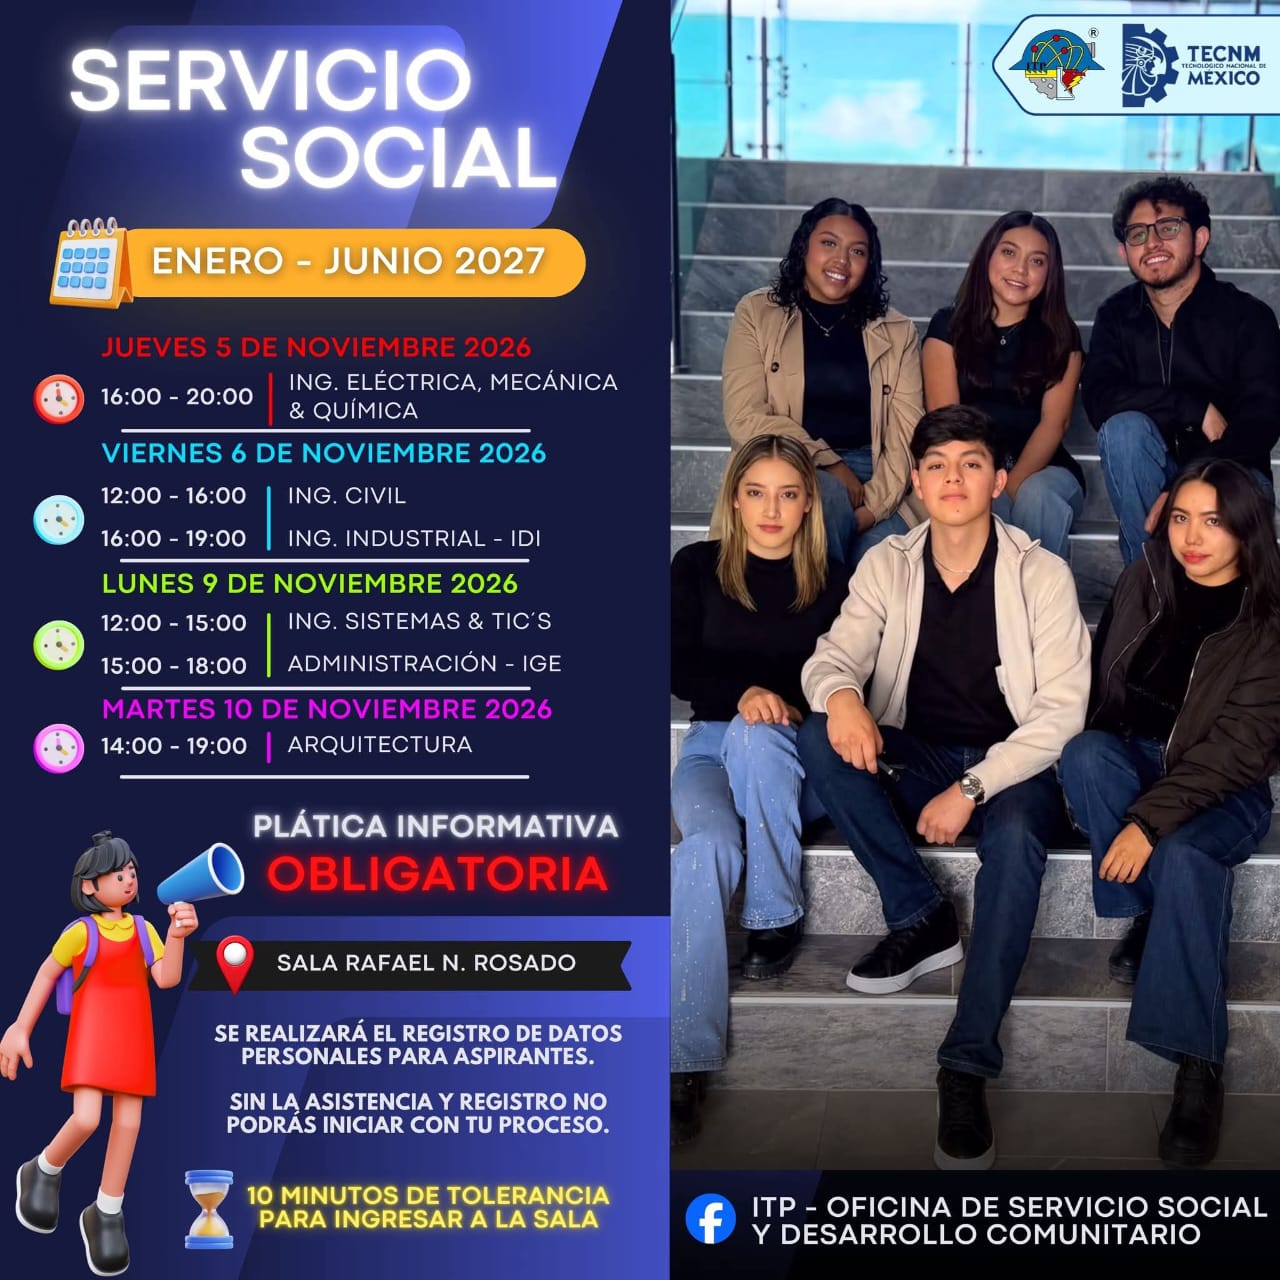 SERVICIO
SOCIAL
ENERO - JUNIO 2027
JUEVES 5 DE NOVIEMBRE 2026
16:00 - 20:00
ING. ELÉCTRICA, MECÁNICA
& QUÍMICA
VIERNES 6 DE NOVIEMBRE 2026
12:00 - 16:00 ING. CIVIL
16:00 - 19:00 ING. INDUSTRIAL - IDI
LUNES 9 DE NOVIEMBRE 2026
12:00 - 15:00 ING. SISTEMAS & TIC´S
15:00 - 18:00 ADMINISTRACIÓN - IGE
MARTES 10 DE NOVIEMBRE 2026
14:00 - 19:00 ARQUITECTURA
PLÁTICA INFORMATIVA
OBLIGATORIA
SALA RAFAEL N. ROSADO
SE REALIZARÁ EL REGISTRO DE DATOS
PERSONALES PARA ASPIRANTES.
SIN LA ASISTENCIA Y REGISTRO NO
PODRÁS INICIAR CON TU PROCESO.
10 MINUTOS DE TOLERANCIA
PARA INGRESAR A LA SALA
ITP
®
TECNM
TECNOLÓGICO NACIONAL DE
MÉXICO
ITP - OFICINA DE SERVICIO SOCIAL
Y DESARROLLO COMUNITARIO